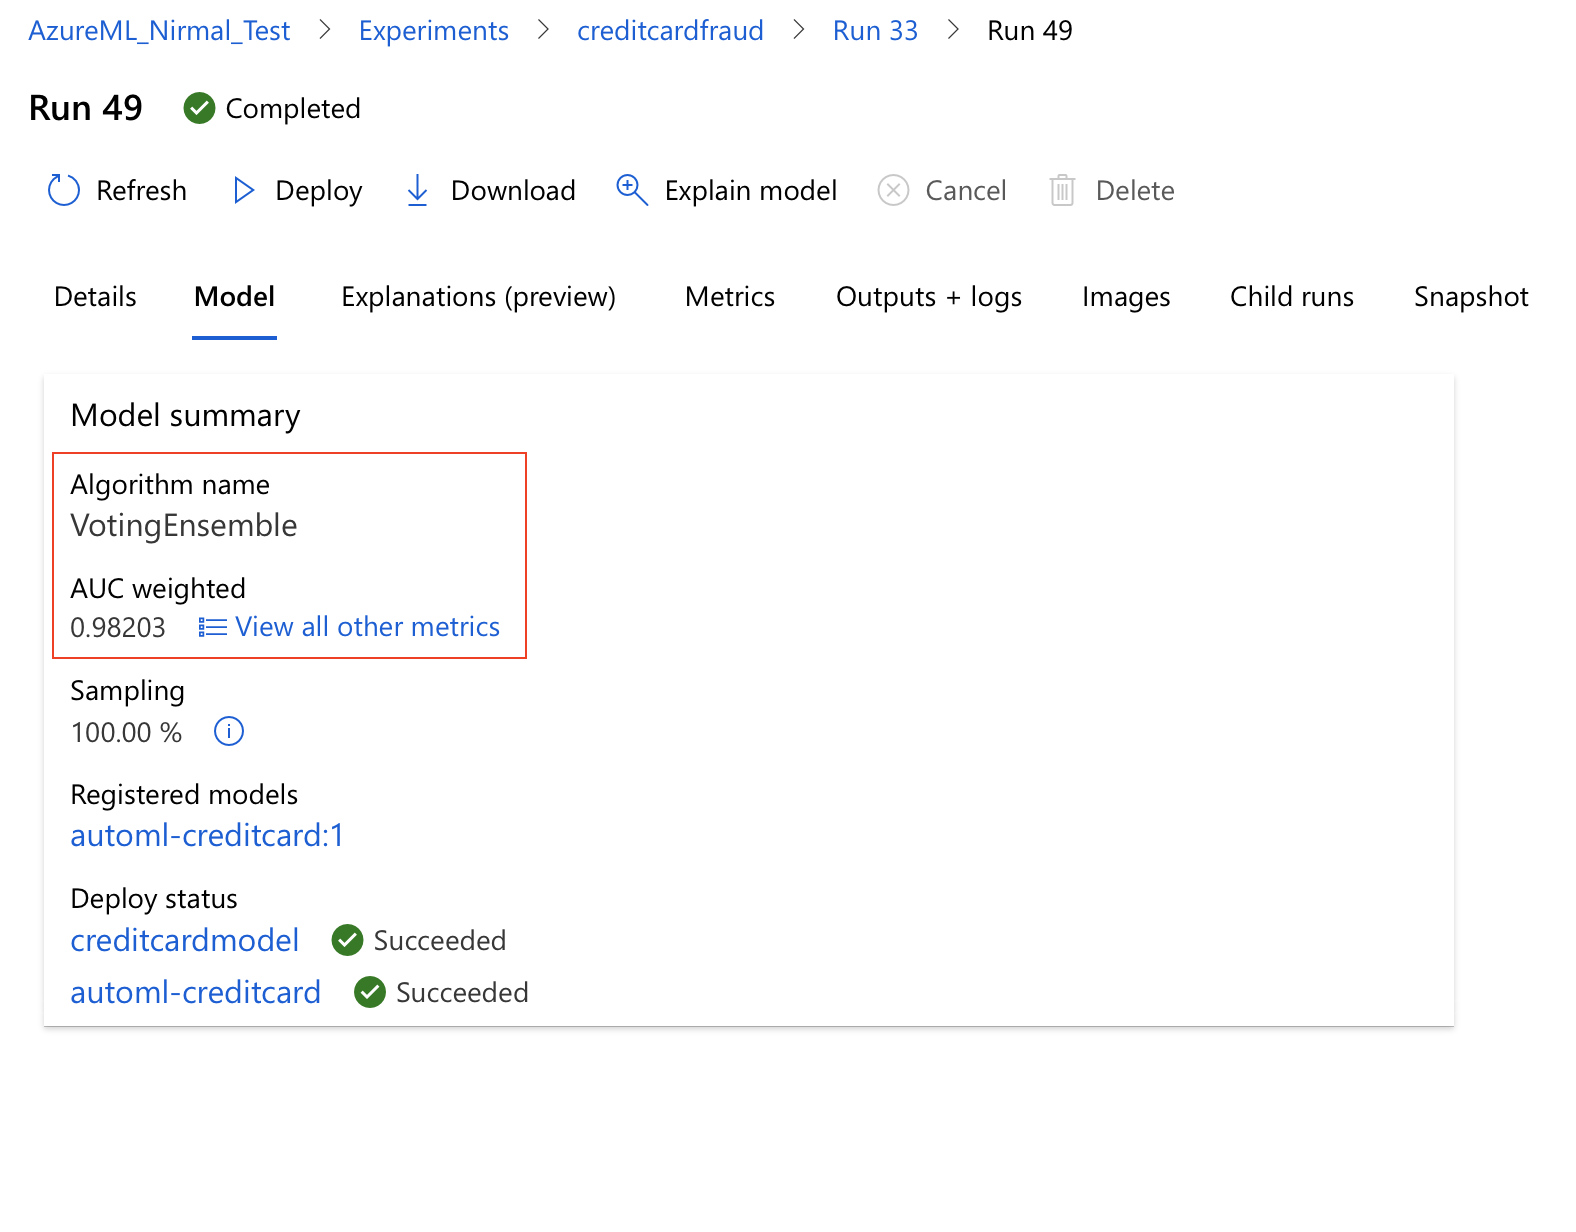 AzureML_Nirmal_Test > Experiments > creditcardfraud > Run 33 > Run 49
Run 49 Completed
Refresh Deploy Download Explain model Cancel Delete
Details Model Explanations (preview) Metrics Outputs + logs Images Child runs Snapshot
Model summary
Algorithm name
VotingEnsemble
AUC weighted
0.98203 View all other metrics
Sampling
100.00 %
Registered models
automl-creditcard:1
Deploy status
creditcardmodel Succeeded
automl-creditcard Succeeded